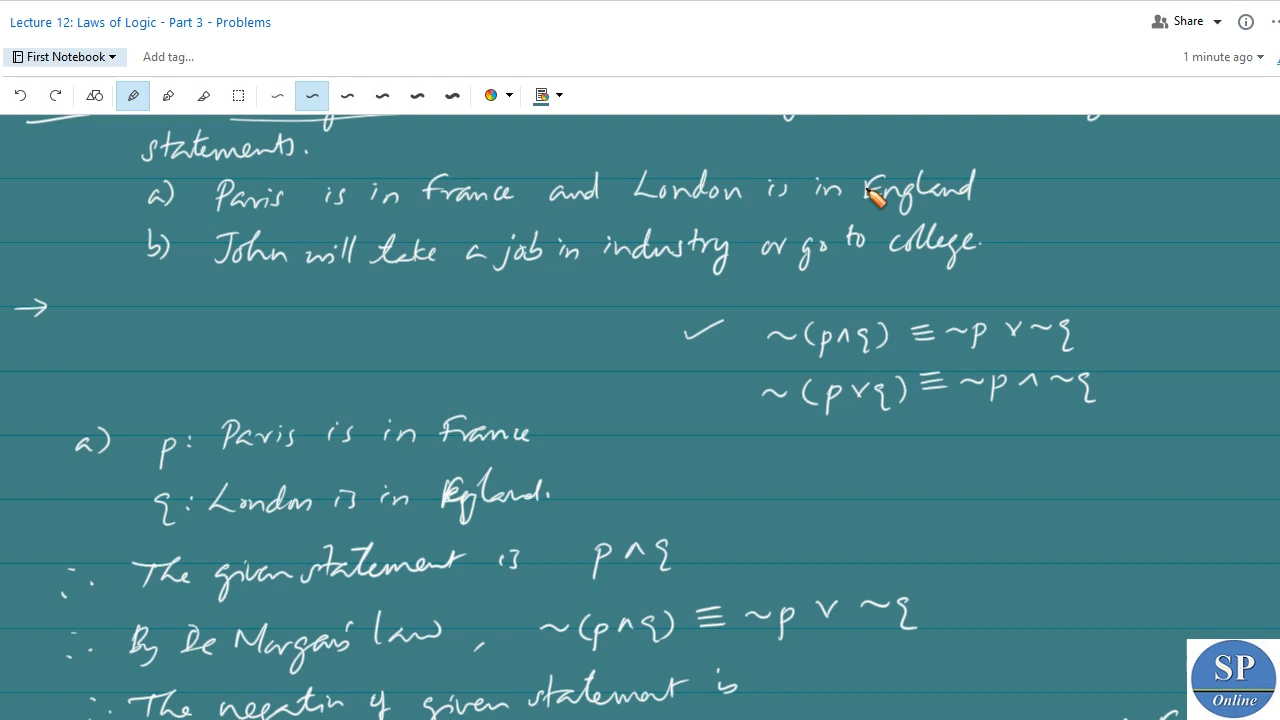 Lecture 12: Laws of Logic - Part 3 - Problems
Share
First Notebook
Add tag...
1 minute ago
statements.
a) Paris is in France and London is in England
b) John will take a job in industry or go to college.
→
✓ ~(p∧q) ≡ ~p ∨ ~q
~(p∨q) ≡ ~p ∧ ~q
a) p: Paris is in France
q: London is in England.
∴ The given statement is p∧q
∴ By De Morgan's law, ~(p∧q) ≡ ~p ∨ ~q
∴ The negatin of given statement is
SP
Online